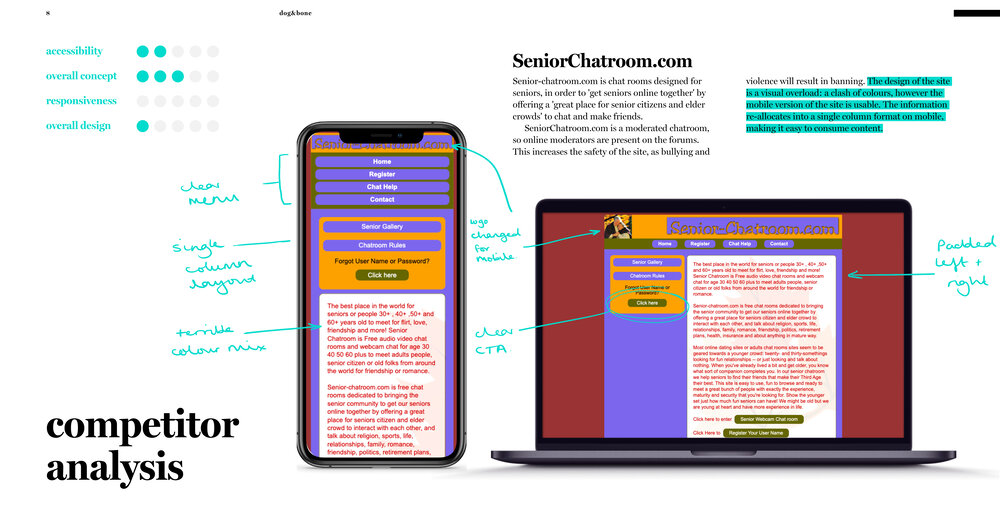 8
dog&bone
accessibility
overall concept
responsiveness
overall design
SeniorChatroom.com
Senior-chatroom.com is chat rooms designed for
seniors, in order to 'get seniors online together' by
offering a 'great place for senior citizens and elder
crowds' to chat and make friends.
SeniorChatroom.com is a moderated chatroom,
so online moderators are present on the forums.
This increases the safety of the site, as bullying and
violence will result in banning. The design of the site
is a visual overload: a clash of colours, however the
mobile version of the site is usable. The information
re-allocates into a single column format on mobile,
making it easy to consume content.
clear
menu
single
column
layout
terrible
colour mix
Senior-Chatroom.com
Home
Register
Chat Help
Contact
Senior Gallery
Chatroom Rules
Forgot User Name or Password?
Click here
The best place in the world for
seniors or people 30+ , 40+ ,50+ and
60+ years old to meet for flirt, love,
friendship and more! Senior
Chatroom is Free audio video chat
rooms and webcam chat for age 30
40 50 60 plus to meet adults people,
senior citizen or old folks from around
the world for friendship or romance.
Senior-chatroom.com is free chat
rooms dedicated to bringing the
senior community to get our seniors
online together by offering a great
place for seniors citizen and elder
crowd to interact with each other, and
talk about religion, sports, life,
relationships, family, romance,
friendship, politics, retirement plans,
logo
changed
for
mobile
clear
CTA
Senior-Chatroom.com
Home
Register
Chat Help
Contact
Senior Gallery
Chatroom Rules
Forgot User Name or
Password?
Click here
The best place in the world for seniors or people 30+ , 40+ ,50+
and 60+ years old to meet for flirt, love, friendship and more!
Senior Chatroom is Free audio video chat rooms and webcam
chat for age 30 40 50 60 plus to meet adults people, senior
citizen or old folks from around the world for friendship or
romance.
Senior-chatroom.com is free chat rooms dedicated to bringing
the senior community to get our seniors online together by
offering a great place for seniors citizen and elder crowd to
interact with each other, and talk about religion, sports, life,
relationships, family, romance, friendship, politics, retirement
plans, health, insurance and about anything in mature way.
Most online dating sites or adults chat rooms sites seem to be
geared towards a younger crowd: twenty- and thirty-somethings
looking for fun relationships – or just looking and talk about
nothing. When you've already lived a bit and get older, you know
what sort of companion completes you. In our senior chatroom
we help seniors to find their friends that make their Third Age
their best. This site is easy to use, fun to browse and ready to
meet a great bunch of people with exactly the experience,
maturity and security that you're looking for. Show the younger
set just how much fun seniors can have! We might be old but we
are young at heart and have more experience in life.
Click here to enter: Senior Webcam Chat room
Click Here to Register Your User Name
Padded
left +
right
competitor
analysis